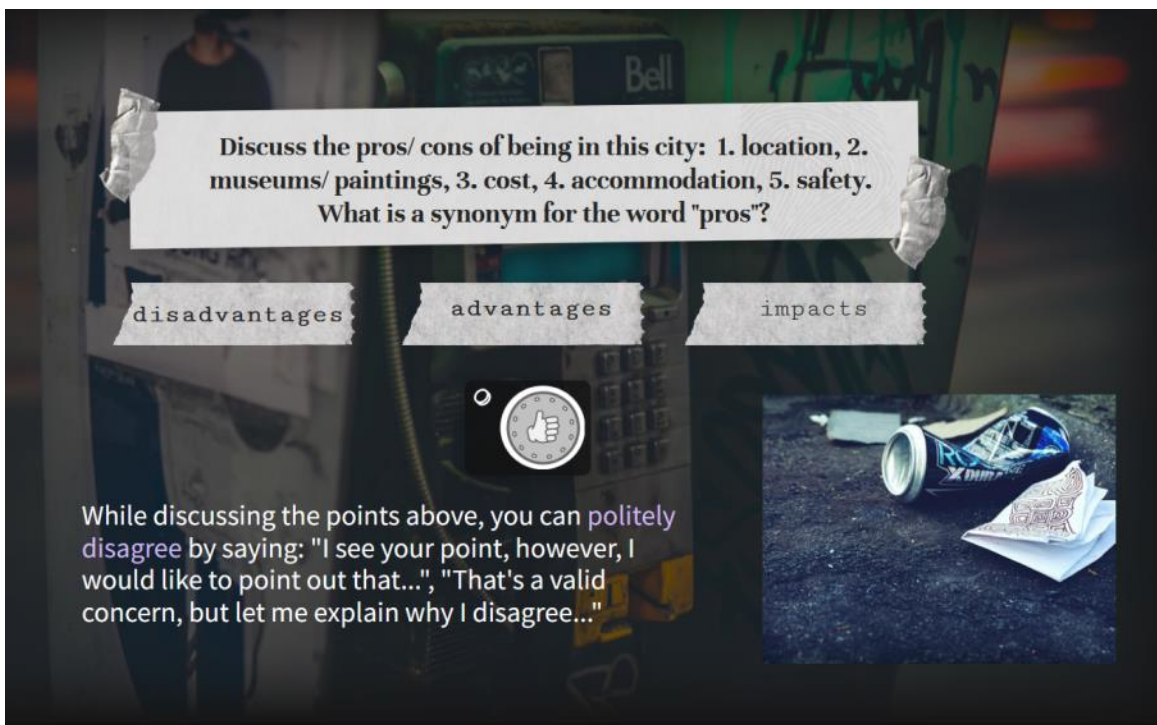 Bell
Discuss the pros/ cons of being in this city: 1. location, 2.
museums/ paintings, 3. cost, 4. accommodation, 5. safety.
What is a synonym for the word "pros"?
disadvantages
advantages
impacts
While discussing the points above, you can politely
disagree by saying: "I see your point, however, I
would like to point out that...", "That's a valid
concern, but let me explain why I disagree..."